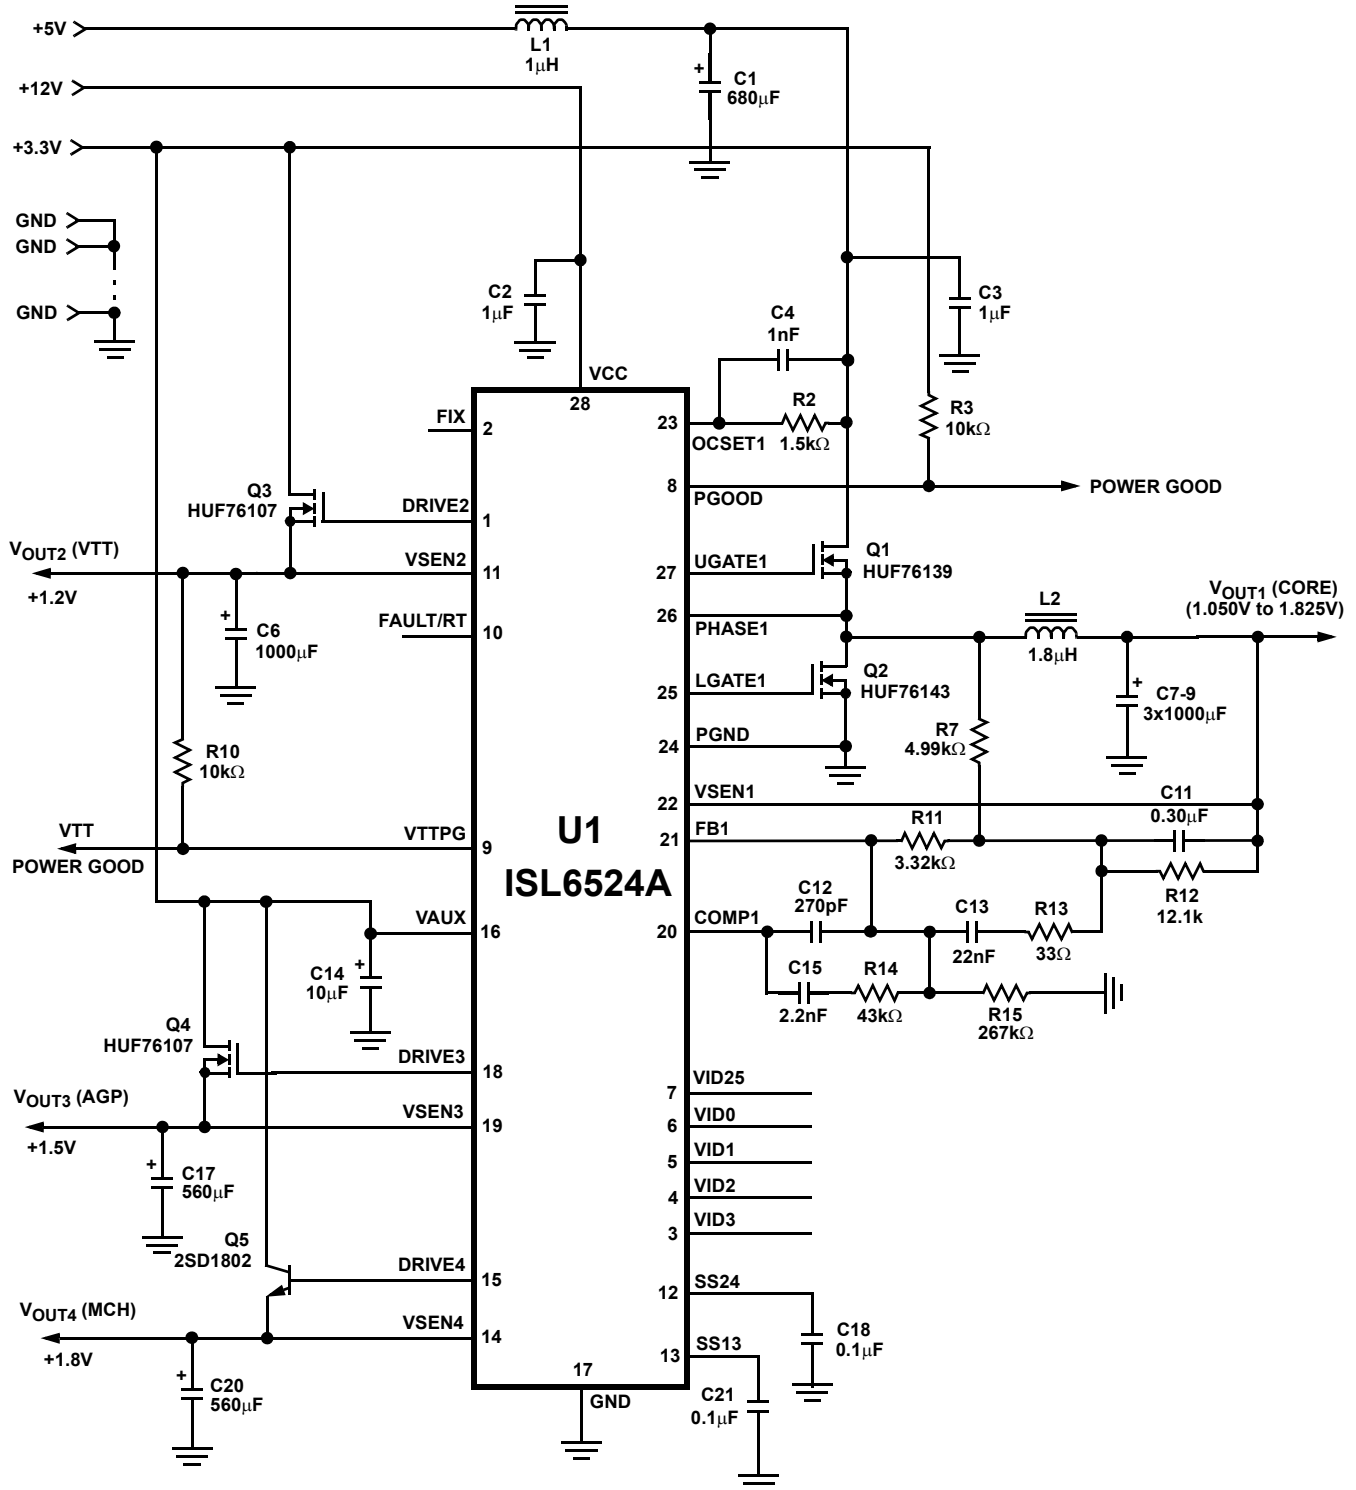 +5V
L1
1µH
+
C1
680µF
+12V
+3.3V
GND
GND
GND
C2
1µF
C3
1µF
C4
1nF
VCC
28
FIX
2
23
OCSET1
R2
1.5kΩ
R3
10kΩ
8
PGOOD
POWER GOOD
Q3
HUF76107
DRIVE2
1
VOUT2 (VTT)
+1.2V
VSEN2
11
UGATE1
27
Q1
HUF76139
+
C6
1000µF
FAULT/RT
10
26
PHASE1
L2
1.8µH
VOUT1 (CORE)
(1.050V to 1.825V)
LGATE1
25
Q2
HUF76143
+
C7-9
3x1000µF
PGND
24
R7
4.99kΩ
R10
10kΩ
VSEN1
22
C11
0.30µF
U1
ISL6524A
FB1
21
R11
3.32kΩ
R12
12.1k
VTT
POWER GOOD
VTTPG
9
C12
270pF
COMP1
20
C13
22nF
R13
33Ω
VAUX
16
+
C14
10µF
C15
2.2nF
R14
43kΩ
R15
267kΩ
Q4
HUF76107
DRIVE3
18
VID25
7
VOUT3 (AGP)
+1.5V
VSEN3
19
VID0
6
VID1
5
+
C17
560µF
VID2
4
VID3
3
Q5
2SD1802
DRIVE4
15
SS24
12
VOUT4 (MCH)
+1.8V
VSEN4
14
C18
0.1µF
SS13
13
+
C20
560µF
17
GND
C21
0.1µF